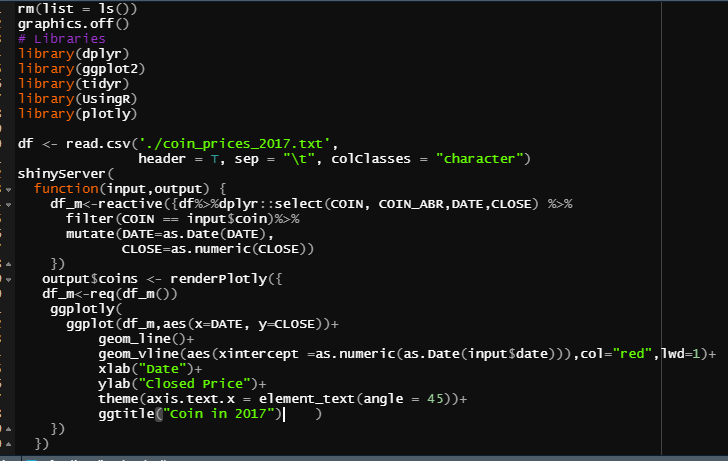 rm(list = ls())
graphics.off()
# Libraries
library(dplyr)
library(ggplot2)
library(tidyr)
library(UsingR)
library(plotly)
df <- read.csv('./coin_prices_2017.txt',
header = T, sep = "\t", colClasses = "character")
shinyServer(
function(input,output) {
df_m<-reactive({df%>%dplyr::select(COIN, COIN_ABR,DATE,CLOSE) %>%
filter(COIN == input$coin)%>%
mutate(DATE=as.Date(DATE),
CLOSE=as.numeric(CLOSE))
})
output$coins <- renderPlotly({
df_m<-req(df_m())
ggplotly(
ggplot(df_m,aes(x=DATE, y=CLOSE))+
geom_line()+
geom_vline(aes(xintercept =as.numeric(as.Date(input$date))),col="red",lwd=1)+
xlab("Date")+
ylab("Closed Price")+
theme(axis.text.x = element_text(angle = 45))+
ggtitle("Coin in 2017")    )
})
})